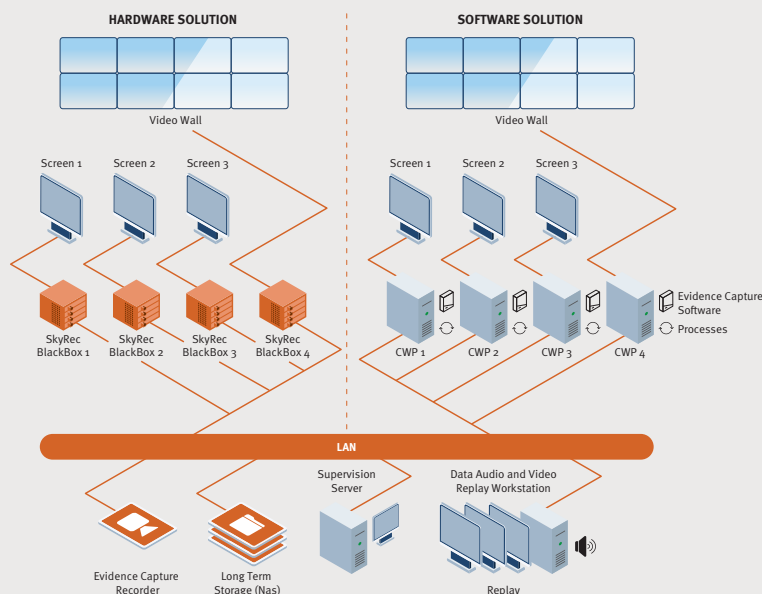 HARDWARE SOLUTION
SOFTWARE SOLUTION
Video Wall
Video Wall
Screen 1
Screen 2
Screen 3
Screen 1
Screen 2
Screen 3
SkyRec
BlackBox 1
SkyRec
BlackBox 2
SkyRec
BlackBox 3
SkyRec
BlackBox 4
CWP 1
CWP 2
CWP 3
CWP 4
Evidence Capture
Software
Processes
LAN
Supervision
Server
Data Audio and Video
Replay Workstation
Evidence Capture
Recorder
Long Term
Storage (Nas)
Replay